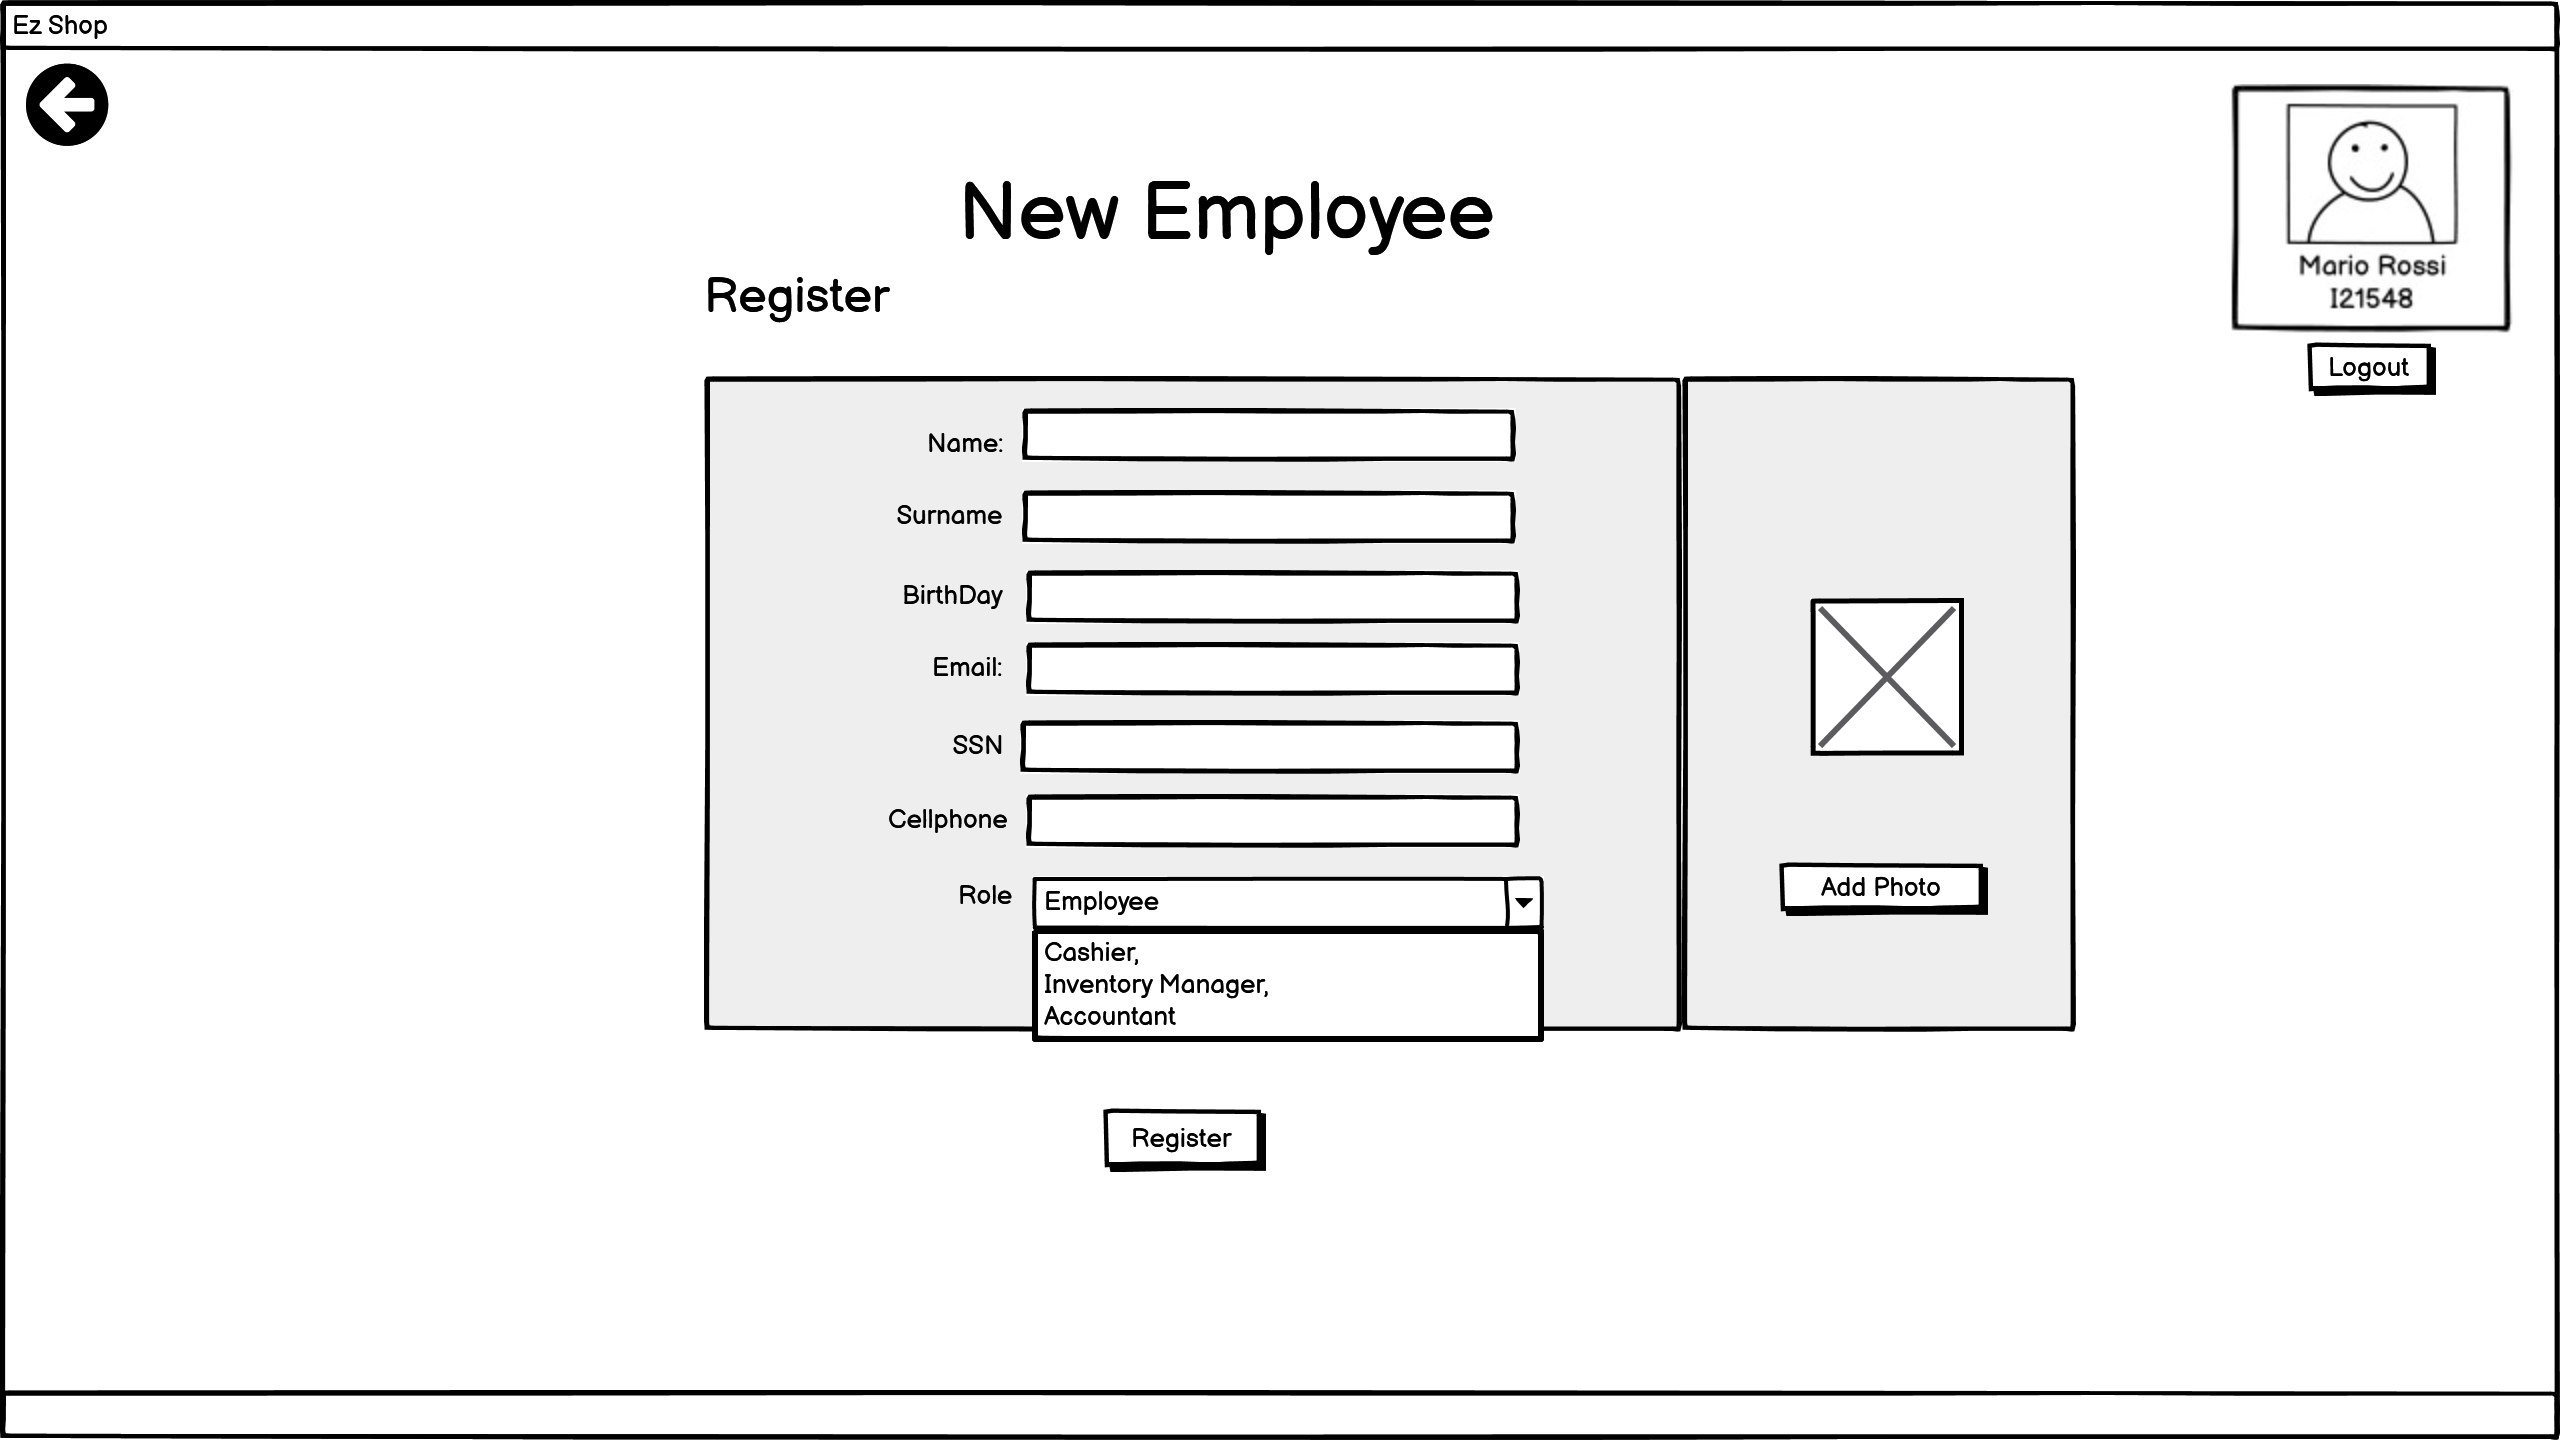 Ez Shop
New Employee
Register
Mario Rossi
I21548
Logout
Name:
Surname
BirthDay
Email:
SSN
Cellphone
Role
Employee
Cashier,
Inventory Manager,
Accountant
Add Photo
Register